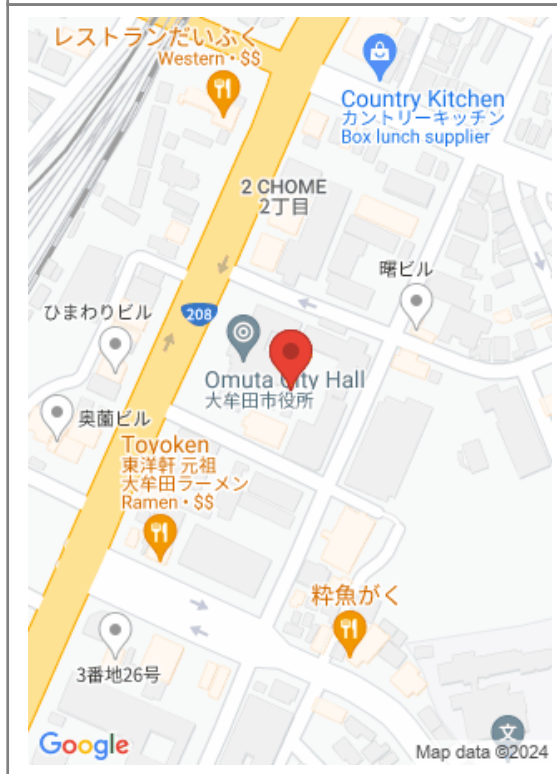 レストランだいふく
Western・$$
Country Kitchen
カントリーキッチン
Box lunch supplier
2 CHOME
2丁目
曙ビル
ひまわりビル
208
Omuta City Hall
大牟田市役所
奥薗ビル
Toyoken
東洋軒 元祖
大牟田ラーメン
Ramen・$$
粋魚がく
3番地26号
文
Google
Map data ©2024